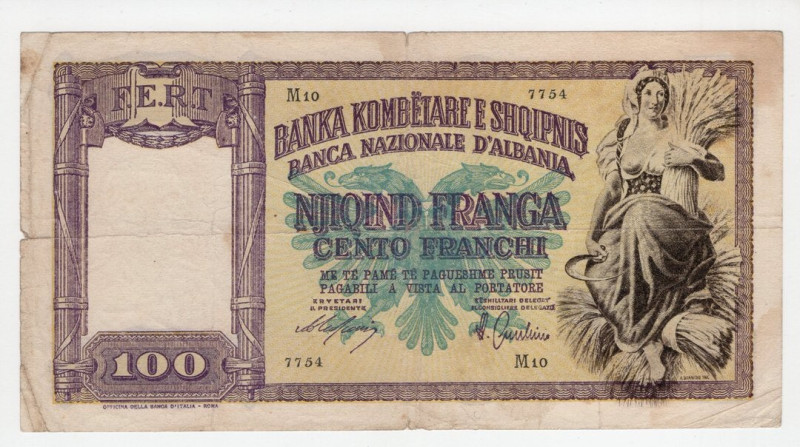 F.E.R.T
M10 7754
BANKA KOMBËTARE E SHQIPNIS
BANCA NAZIONALE D'ALBANIA
NJIQIND FRANGA
CENTO FRANCHI
ME TË PAMË TË PAGUESHME PRUSIT
PAGABILI A VISTA AL PORTATORE
KRYETARI
IL PRESIDENTE
KËSHILLTARI DELEGUEM
IL CONSIGLIERE DELEGATO
7754 M10
100
OFFICINA DELLA BANCA D'ITALIA - ROMA